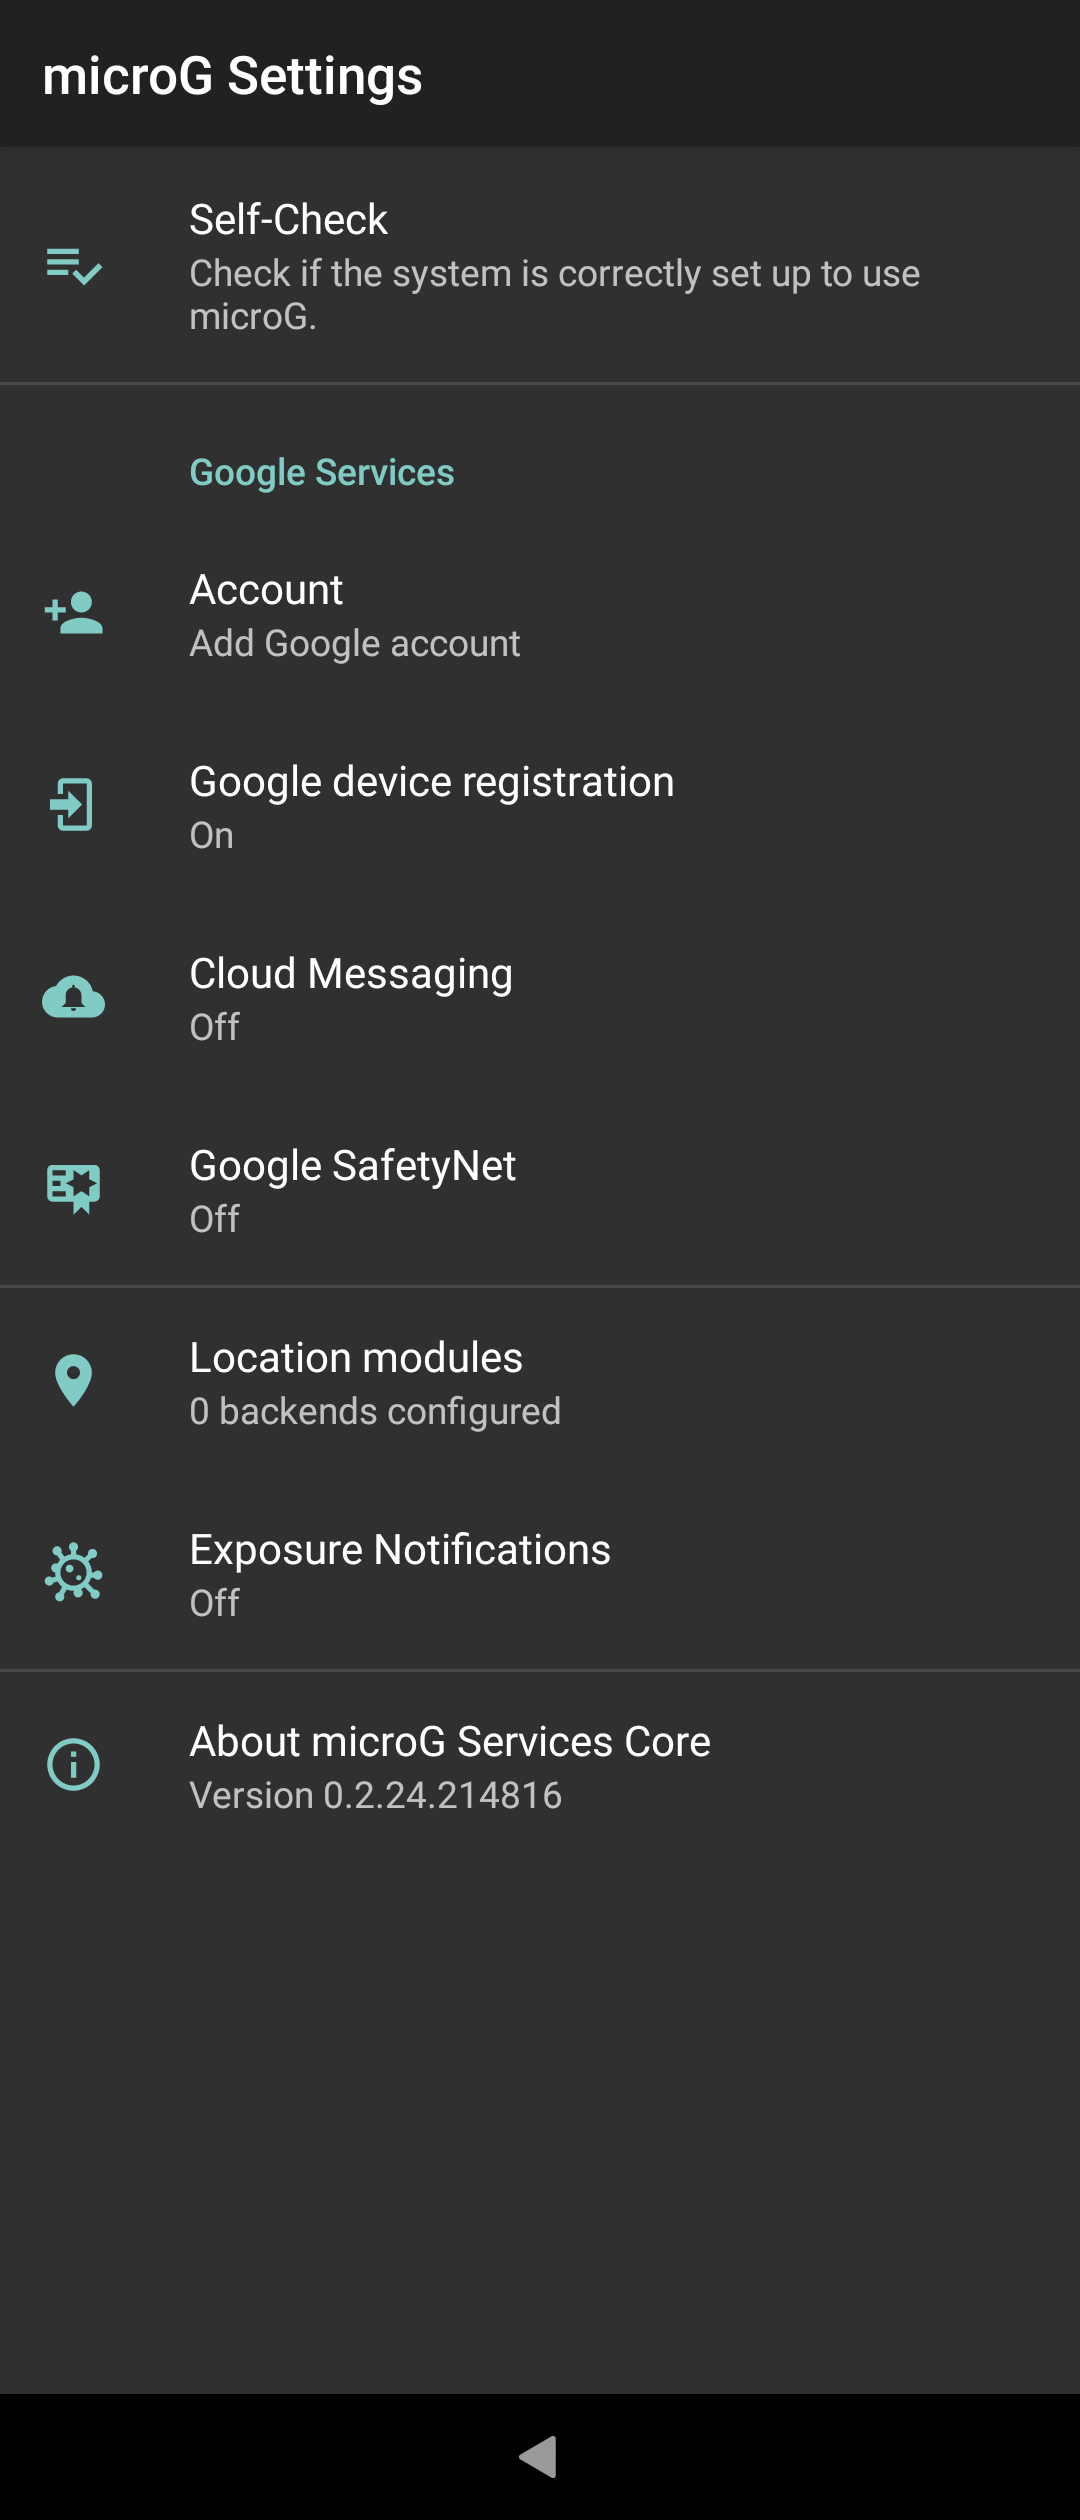 microG Settings
Self-Check
Check if the system is correctly set up to use
microG.
Google Services
Account
Add Google account
Google device registration
On
Cloud Messaging
Off
Google SafetyNet
Off
Location modules
0 backends configured
Exposure Notifications
Off
About microG Services Core
Version 0.2.24.214816